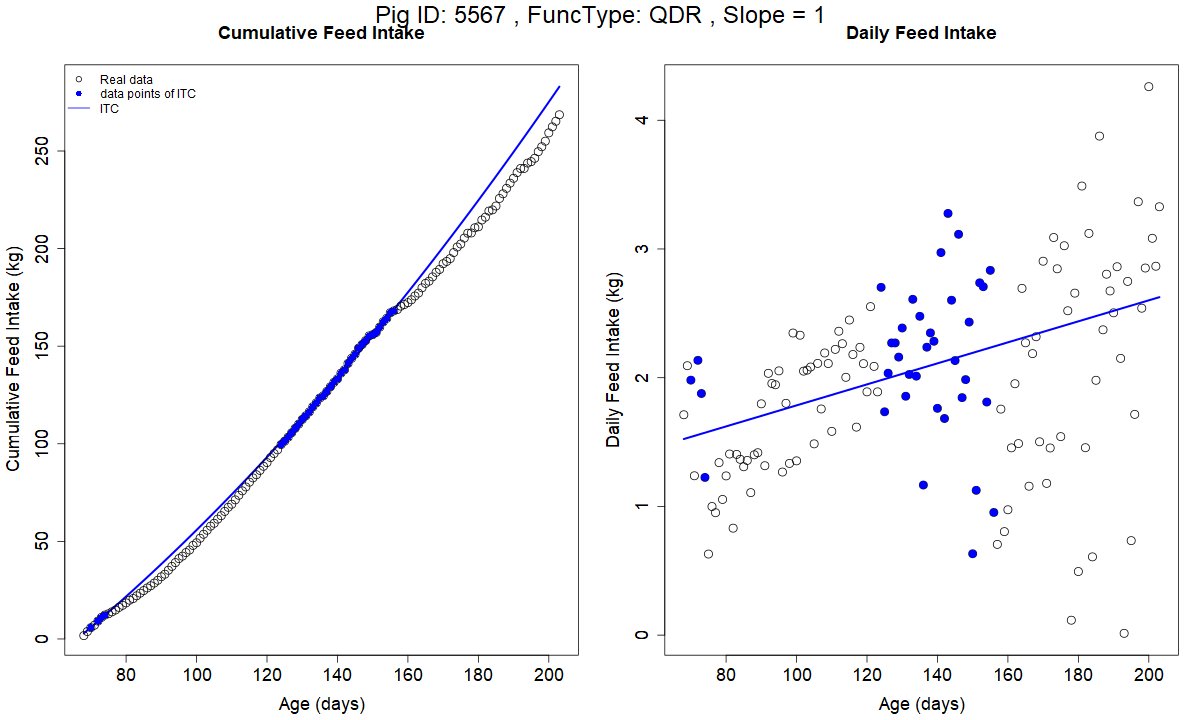 Pig ID: 5567 , FuncType: QDR , Slope = 1
Cumulative Feed Intake
Daily Feed Intake
Real data
data points of ITC
ITC
Cumulative Feed Intake (kg)
0
50
100
150
200
250
80
100
120
140
160
180
200
Age (days)
Daily Feed Intake (kg)
0
1
2
3
4
80
100
120
140
160
180
200
Age (days)